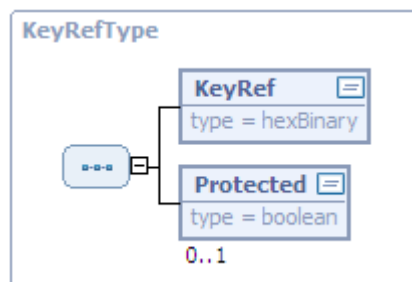 KeyRefType
KeyRef
type = hexBinary
Protected
type = boolean
0..1